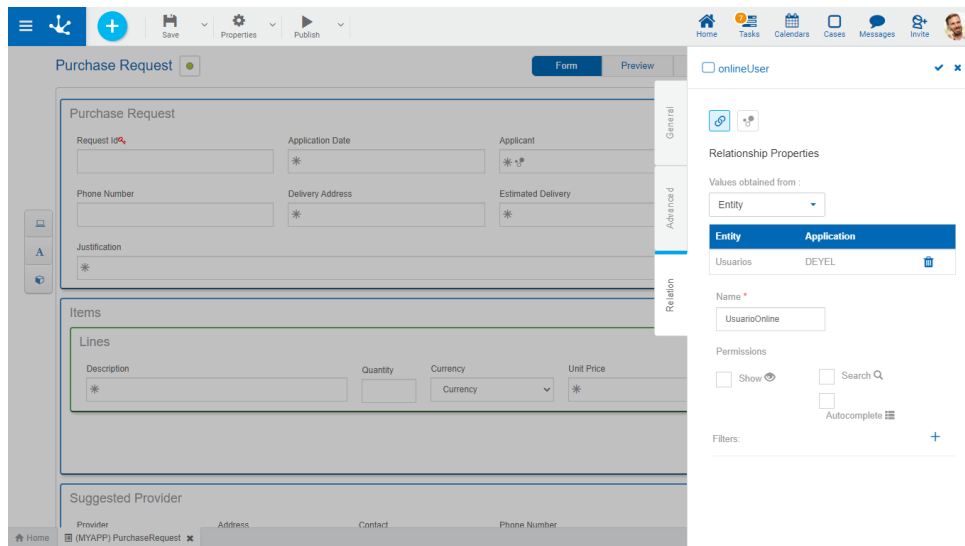 Save
Properties
Publish
Home
7
Tasks
Calendars
Cases
Messages
Invite
Purchase Request
Form
Preview
onlineUser
General
Advanced
Relation
Purchase Request
Request Id
Application Date
Applicant
Phone Number
Delivery Address
Estimated Delivery
Justification
A
Items
Lines
Description
Quantity
Currency
Unit Price
Currency
Suggested Provider
Provider
Address
Contact
Phone Number
Relationship Properties
Values obtained from :
Entity
Entity Application
Usuarios DEYEL
Name *
UsuarioOnline
Permissions
Show
Search
Autocomplete
Filters:
Home
(MYAPP) PurchaseRequest